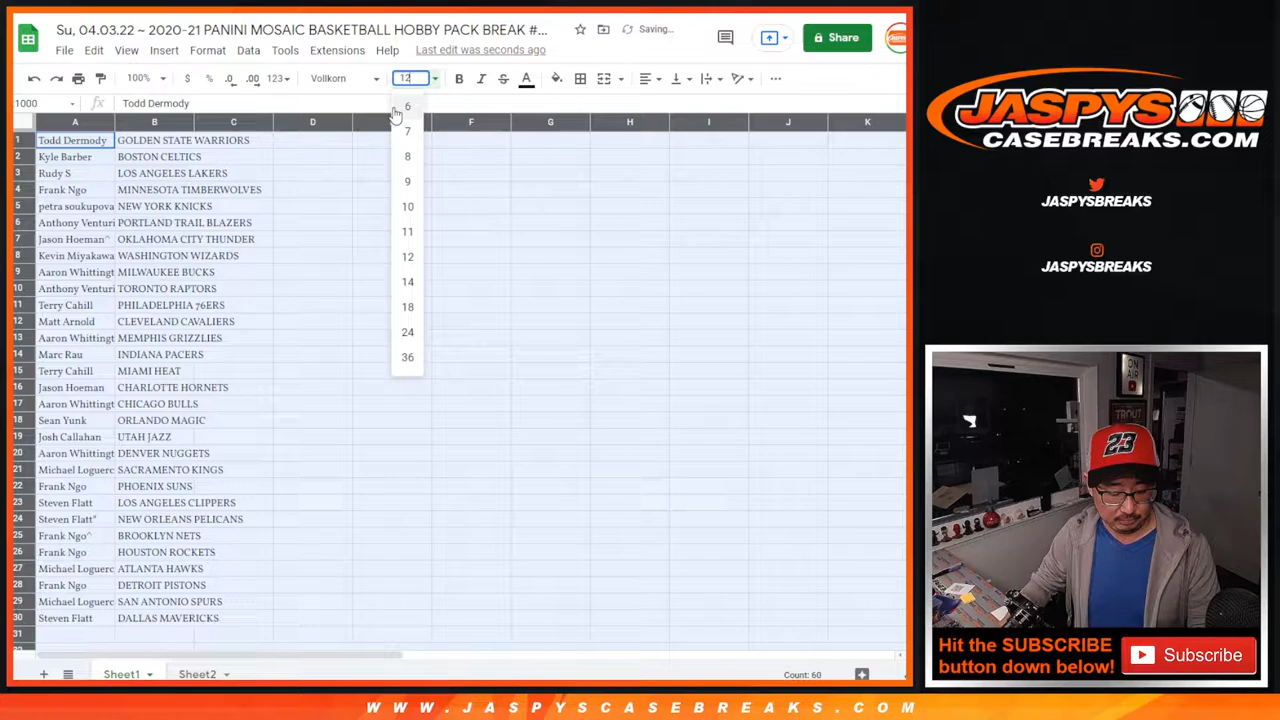 Su, 04.03.22 ~ 2020-21 PANINI MOSAIC BASKETBALL HOBBY PACK BREAK #...
Saving...
File Edit View Insert Format Data Tools Extensions Help Last edit was seconds ago
Share
100% $ % .0 .00 123 Vollkorn 12 B I S A
1000 fx Todd Dermody
A B C D F G H I J K
1 Todd Dermody GOLDEN STATE WARRIORS
2 Kyle Barber BOSTON CELTICS
3 Rudy S LOS ANGELES LAKERS
4 Frank Ngo MINNESOTA TIMBERWOLVES
5 petra soukupova NEW YORK KNICKS
6 Anthony Venturi PORTLAND TRAIL BLAZERS
7 Jason Hoeman^ OKLAHOMA CITY THUNDER
8 Kevin Miyakawa WASHINGTON WIZARDS
9 Aaron Whittingt MILWAUKEE BUCKS
10 Anthony Venturi TORONTO RAPTORS
11 Terry Cahill PHILADELPHIA 76ERS
12 Matt Arnold CLEVELAND CAVALIERS
13 Aaron Whittingt MEMPHIS GRIZZLIES
14 Marc Rau INDIANA PACERS
15 Terry Cahill MIAMI HEAT
16 Jason Hoeman CHARLOTTE HORNETS
17 Aaron Whittingt CHICAGO BULLS
18 Sean Yunk ORLANDO MAGIC
19 Josh Callahan UTAH JAZZ
20 Aaron Whittingt DENVER NUGGETS
21 Michael Loguerc SACRAMENTO KINGS
22 Frank Ngo PHOENIX SUNS
23 Steven Flatt LOS ANGELES CLIPPERS
24 Steven Flatt* NEW ORLEANS PELICANS
25 Frank Ngo^ BROOKLYN NETS
26 Frank Ngo HOUSTON ROCKETS
27 Michael Loguerc ATLANTA HAWKS
28 Frank Ngo DETROIT PISTONS
29 Michael Loguerc SAN ANTONIO SPURS
30 Steven Flatt DALLAS MAVERICKS
31
6
7
8
9
10
11
12
14
18
24
36
Sheet1 Sheet2 Count: 60
JASPYS
CASEBREAKS.COM
JASPYSBREAKS
JASPYSBREAKS
ON AIR
TROUT
23
Hit the SUBSCRIBE
button down below!
Subscribe
WWW.JASPYSCASEBREAKS.COM